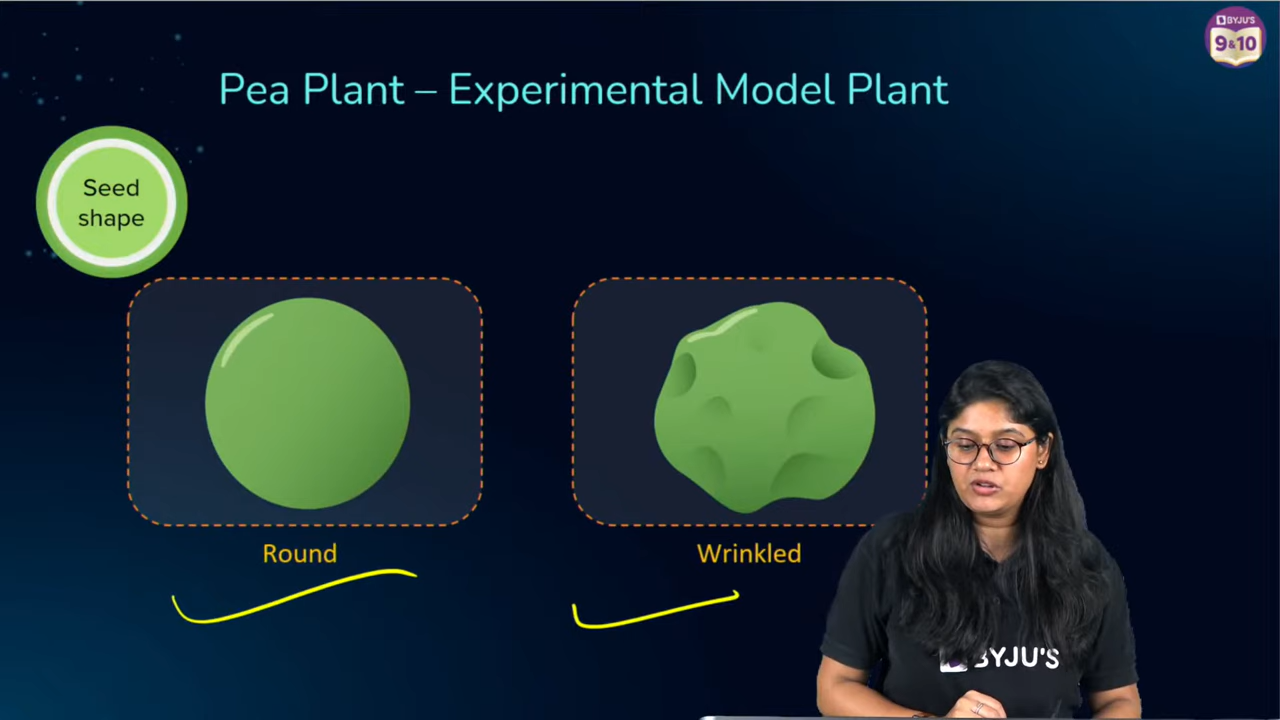 BYJU'S
9&10
Pea Plant – Experimental Model Plant
Seed
shape
Round
Wrinkled
BYJU'S